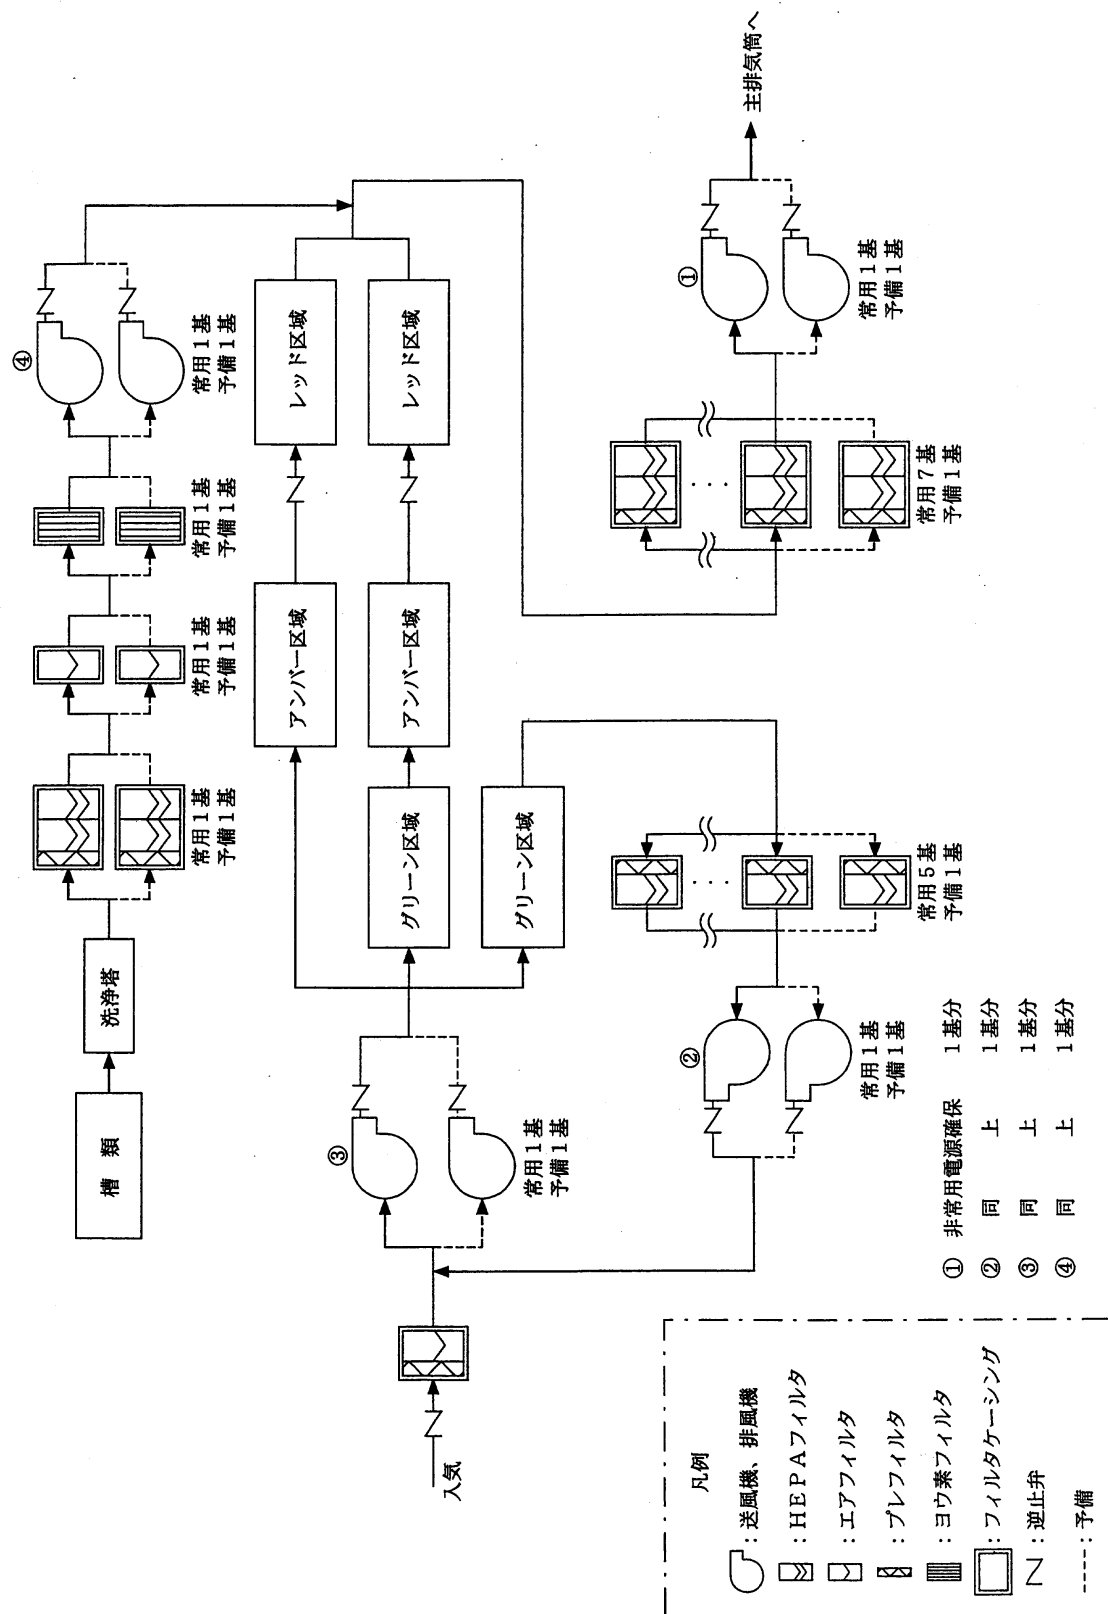 槽　類
洗浄塔
常用１基
予備１基
常用１基
予備１基
常用１基
予備１基
④
常用１基
予備１基
アンバー区域
レッド区域
入気
③
常用１基
予備１基
グリーン区域
アンバー区域
レッド区域
グリーン区域
②
常用１基
予備１基
常用５基
予備１基
常用７基
予備１基
①
常用１基
予備１基
主排気筒へ
①　非常用電源確保　１基分
②　同　上　１基分
③　同　上　１基分
④　同　上　１基分
凡例
：送風機、排風機
：ＨＥＰＡフィルタ
：エアフィルタ
：プレフィルタ
：ヨウ素フィルタ
：フィルタケーシング
：逆止弁
：予備